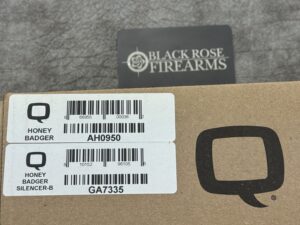 BLACK ROSE
FIREARMS
Q
HONEY
BADGER
AH0950
Q
HONEY
BADGER
SILENCER-B
GA7335
Q